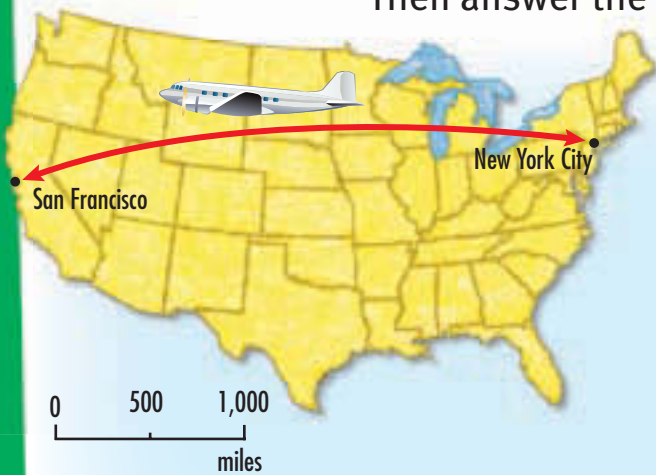 Then answer the
New York City
San Francisco
0 500 1,000
miles